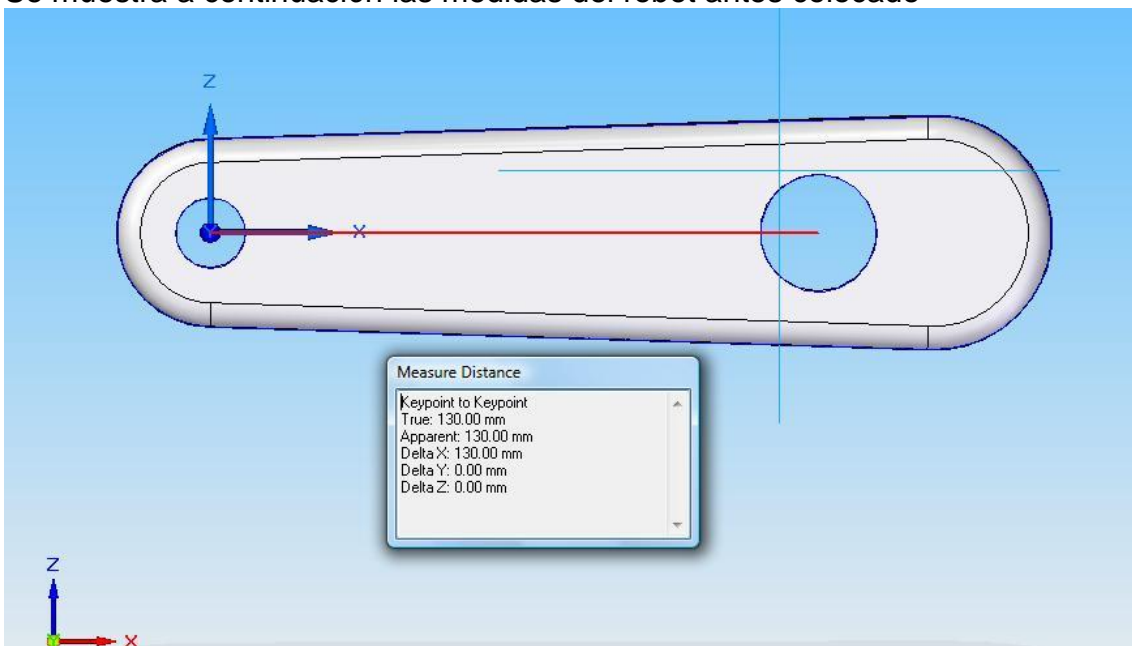 Se muestra a continuación las medidas del robot antes colocado
Z
X
Measure Distance
Keypoint to Keypoint
True: 130.00 mm
Apparent: 130.00 mm
Delta X: 130.00 mm
Delta Y: 0.00 mm
Delta Z: 0.00 mm
Z
Y
X